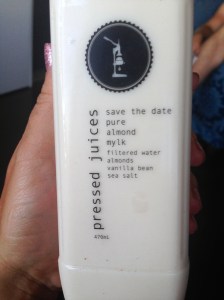 pressed juices
save the date
pure
almond
mylk
filtered water
almonds
vanilla bean
sea salt